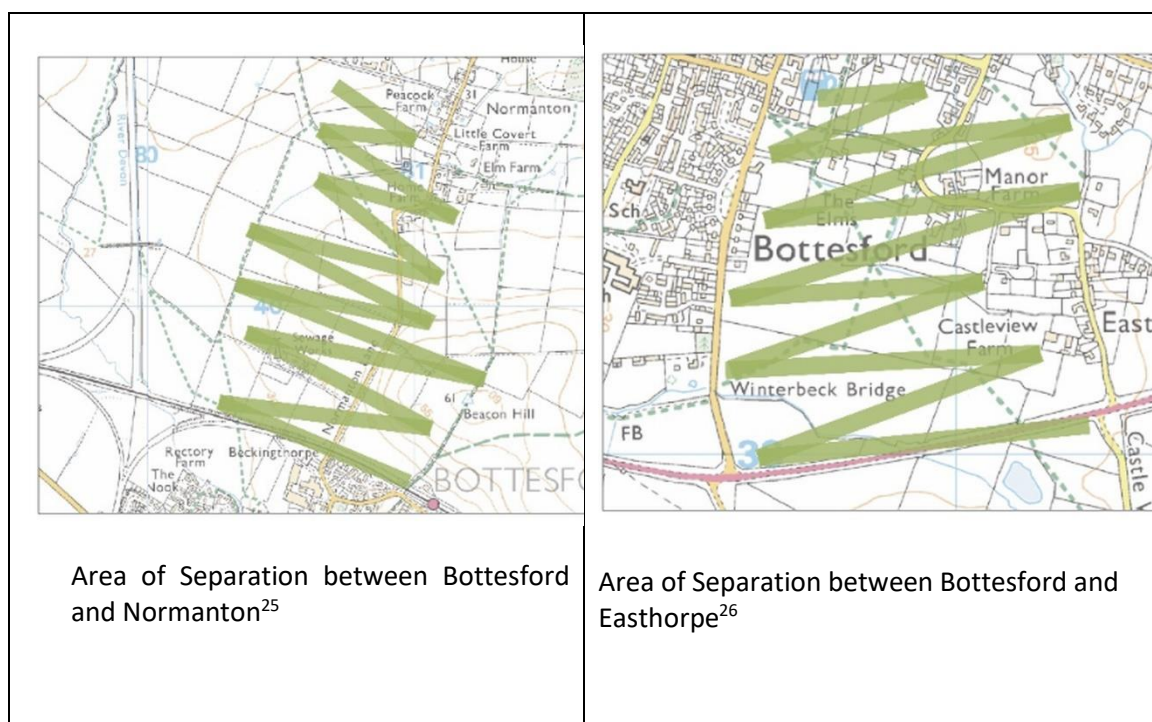 House
Peacock
Farm
31
Normanton
Little Covert
Farm
Elm Farm
River Devon
80
27
Sewage
Works
61
Beacon Hill
Rectory
Farm
Beckingthorpe
The
Nook
BOTTESF
Sch
Manor
Farm
The
Elms
Bottesford
Castleview
Farm
East
Winterbeck Bridge
FB
Castle
Area of Separation between Bottesford
and Normanton25
Area of Separation between Bottesford and
Easthorpe26